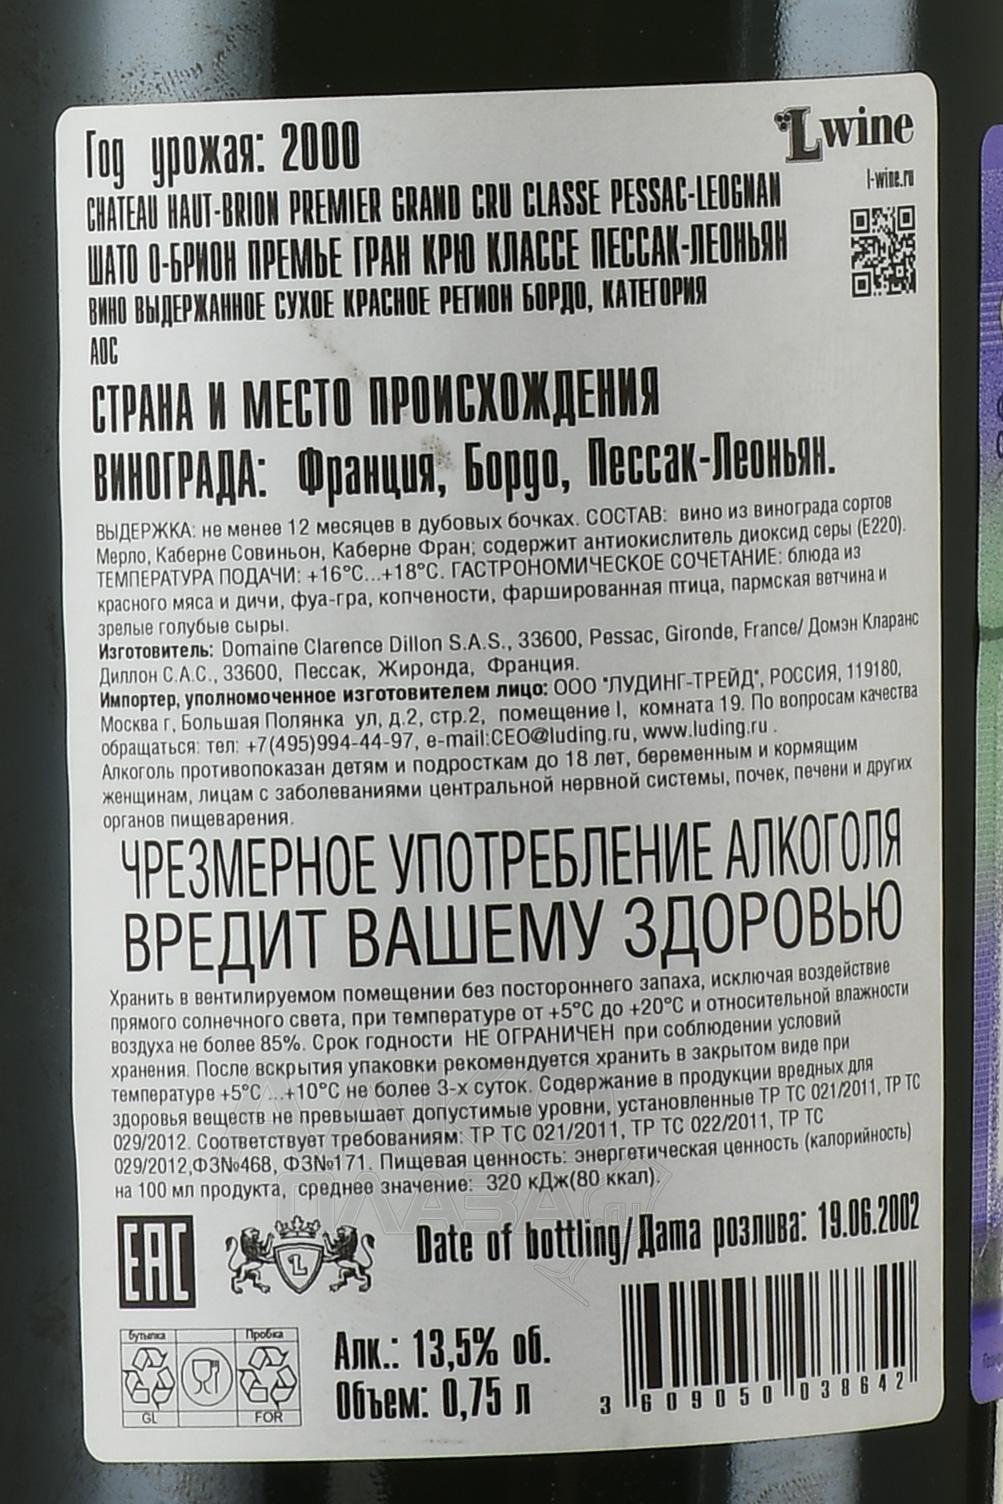 Год урожая: 2000
Lwine
l-wine.ru
CHATEAU HAUT-BRION PREMIER GRAND CRU CLASSE PESSAC-LEOGNAN
ШАТО О-БРИОН ПРЕМЬЕ ГРАН КРЮ КЛАССЕ ПЕССАК-ЛЕОНЬЯН
ВИНО ВЫДЕРЖАННОЕ СУХОЕ КРАСНОЕ РЕГИОН БОРДО, КАТЕГОРИЯ
АОС
СТРАНА И МЕСТО ПРОИСХОЖДЕНИЯ
ВИНОГРАДА: Франция, Бордо, Пессак-Леоньян.
ВЫДЕРЖКА: не менее 12 месяцев в дубовых бочках. СОСТАВ: вино из винограда сортов
Мерло, Каберне Совиньон, Каберне Фран; содержит антиокислитель диоксид серы (Е220).
ТЕМПЕРАТУРА ПОДАЧИ: +16°С...+18°С. ГАСТРОНОМИЧЕСКОЕ СОЧЕТАНИЕ: блюда из
красного мяса и дичи, фуа-гра, копчености, фаршированная птица, пармская ветчина и
зрелые голубые сыры.
Изготовитель: Domaine Clarence Dillon S.A.S., 33600, Pessac, Gironde, France/ Домэн Кларанс
Диллон С.А.С., 33600, Пессак, Жиронда, Франция.
Импортер, уполномоченное изготовителем лицо: ООО "ЛУДИНГ-ТРЕЙД", РОССИЯ, 119180,
Москва г, Большая Полянка ул, д.2, стр.2, помещение I, комната 19. По вопросам качества
обращаться: тел: +7(495)994-44-97, e-mail:CEO@luding.ru, www.luding.ru .
Алкоголь противопоказан детям и подросткам до 18 лет, беременным и кормящим
женщинам, лицам с заболеваниями центральной нервной системы, почек, печени и других
органов пищеварения.
ЧРЕЗМЕРНОЕ УПОТРЕБЛЕНИЕ АЛКОГОЛЯ
ВРЕДИТ ВАШЕМУ ЗДОРОВЬЮ
Хранить в вентилируемом помещении без постороннего запаха, исключая воздействие
прямого солнечного света, при температуре от +5°С до +20°С и относительной влажности
воздуха не более 85%. Срок годности НЕ ОГРАНИЧЕН при соблюдении условий
хранения. После вскрытия упаковки рекомендуется хранить в закрытом виде при
температуре +5°С ...+10°С не более 3-х суток. Содержание в продукции вредных для
здоровья веществ не превышает допустимые уровни, установленные ТР ТС 021/2011, ТР ТС
029/2012. Соответствует требованиям: ТР ТС 021/2011, ТР ТС 022/2011, ТР ТС
029/2012,ФЗ№468, ФЗ№171. Пищевая ценность: энергетическая ценность (калорийность)
на 100 мл продукта, среднее значение: 320 кДж(80 ккал).
EAC
L
Date of bottling/Дата розлива: 19.06.2002
бутылка
Пробка
GL
FOR
Алк.: 13,5% об.
Объем: 0,75 л
3 609050 038642